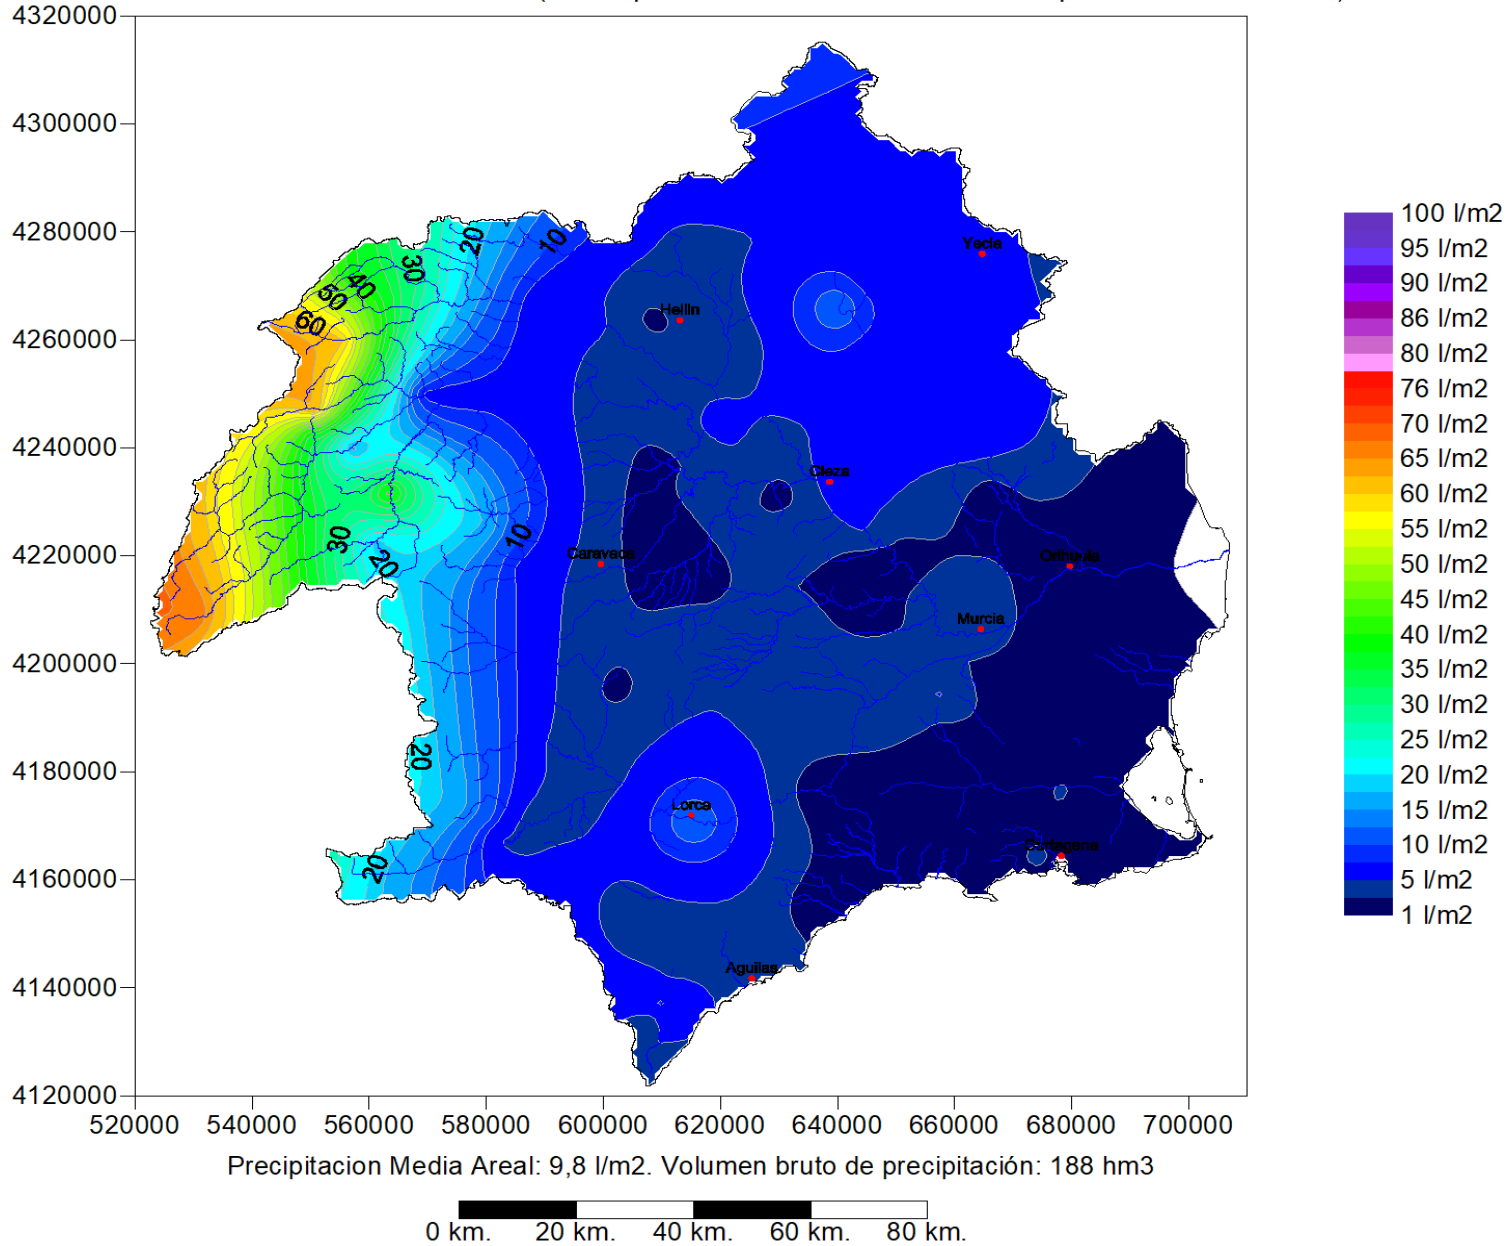 4320000
4300000
4280000
4260000
4240000
4220000
4200000
4180000
4160000
4140000
4120000
520000 540000 560000 580000 600000 620000 640000 660000 680000 700000
20
10
30
40
50
60
Yecla
Hellin
Cieza
10
30
20
Caravaca
Orihuela
Murcia
20
Lorca
20
Cartagena
Aguilas
100 l/m2
95 l/m2
90 l/m2
86 l/m2
80 l/m2
76 l/m2
70 l/m2
65 l/m2
60 l/m2
55 l/m2
50 l/m2
45 l/m2
40 l/m2
35 l/m2
30 l/m2
25 l/m2
20 l/m2
15 l/m2
10 l/m2
5 l/m2
1 l/m2
Precipitacion Media Areal: 9,8 l/m2. Volumen bruto de precipitación: 188 hm3
0 km. 20 km. 40 km. 60 km. 80 km.